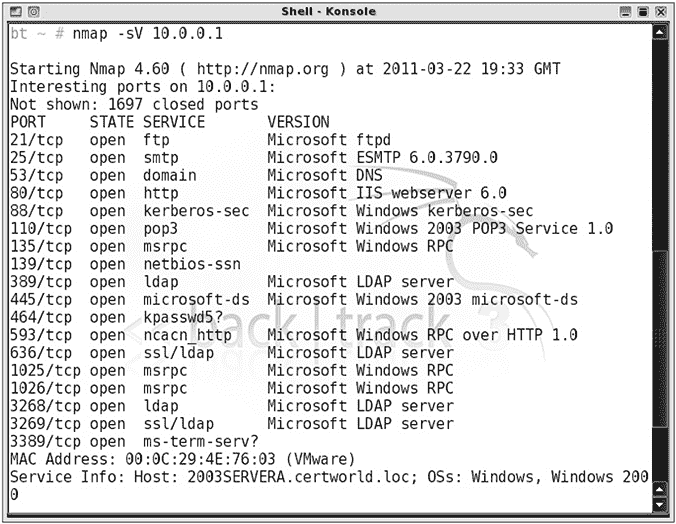 Shell - Konsole
bt ~ # nmap -sV 10.0.0.1
Starting Nmap 4.60 ( http://nmap.org ) at 2011-03-22 19:33 GMT
Interesting ports on 10.0.0.1:
Not shown: 1697 closed ports
PORT STATE SERVICE VERSION
21/tcp open ftp Microsoft ftpd
25/tcp open smtp Microsoft ESMTP 6.0.3790.0
53/tcp open domain Microsoft DNS
80/tcp open http Microsoft IIS webserver 6.0
88/tcp open kerberos-sec Microsoft Windows kerberos-sec
110/tcp open pop3 Microsoft Windows 2003 POP3 Service 1.0
135/tcp open msrpc Microsoft Windows RPC
139/tcp open netbios-ssn
389/tcp open ldap Microsoft LDAP server
445/tcp open microsoft-ds Microsoft Windows 2003 microsoft-ds
464/tcp open kpasswd5?
593/tcp open ncacn_http Microsoft Windows RPC over HTTP 1.0
636/tcp open ssl/ldap Microsoft LDAP server
1025/tcp open msrpc Microsoft Windows RPC
1026/tcp open msrpc Microsoft Windows RPC
3268/tcp open ldap Microsoft LDAP server
3269/tcp open ssl/ldap Microsoft LDAP server
3389/tcp open ms-term-serv?
MAC Address: 00:0C:29:4E:76:03 (VMware)
Service Info: Host: 2003SERVERA.certworld.loc; OSs: Windows, Windows 200
0
<< back | track 3